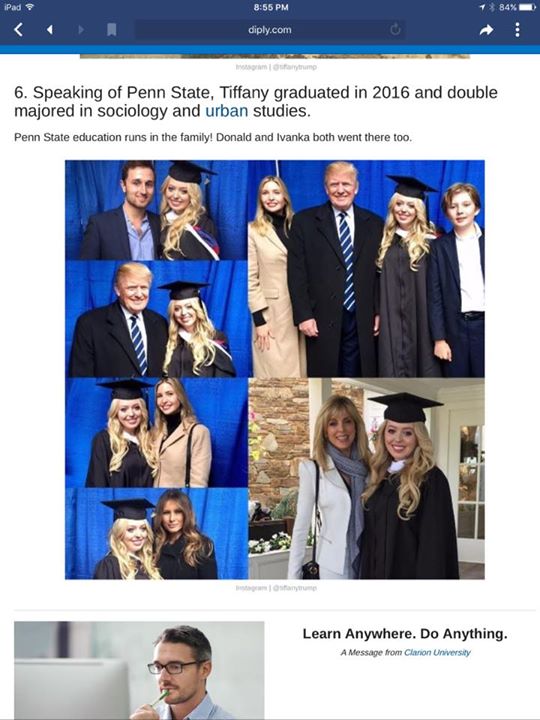 iPad 8:55 PM 84%
diply.com
Instagram | @tiffanytrump
6. Speaking of Penn State, Tiffany graduated in 2016 and double
majored in sociology and urban studies.
Penn State education runs in the family! Donald and Ivanka both went there too.
Instagram | @tiffanytrump
Learn Anywhere. Do Anything.
A Message from Clarion University